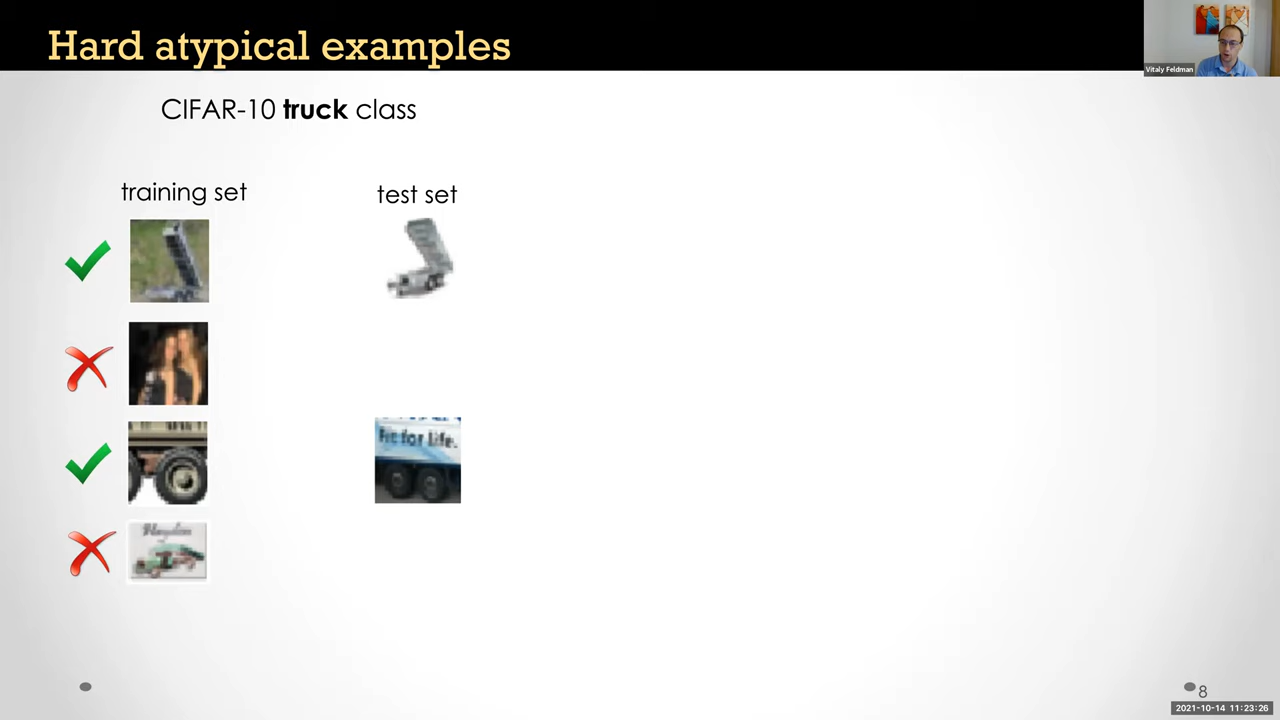 Hard atypical examples
Vitaly Feldman
CIFAR-10 truck class
training set
test set
Fit for life.
8
2021-10-14 11:23:26